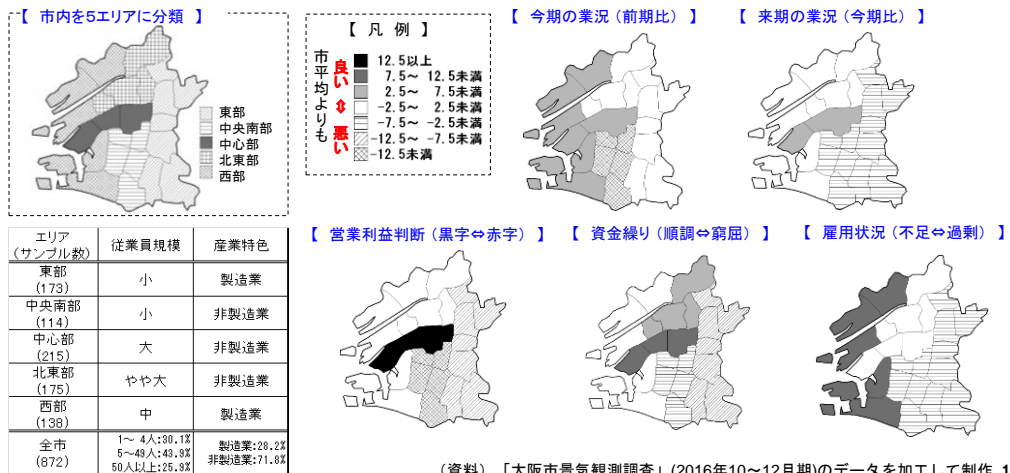 【 市内を5エリアに分類 】
東部
中央南部
中心部
北東部
西部
【 凡 例 】
市平均よりも
良い ⇕ 悪い
12.5以上
7.5～ 12.5未満
2.5～ 7.5未満
-2.5～ 2.5未満
-7.5～ -2.5未満
-12.5～ -7.5未満
-12.5未満
【 今期の業況（前期比）】
【 来期の業況（今期比）】
エリア 従業員規模 産業特色
(サンプル数)
東部 小 製造業
(173)
中央南部 小 非製造業
(114)
中心部 大 非製造業
(215)
北東部 やや大 非製造業
(175)
西部 中 製造業
(138)
全市
(872)
1～ 4人:30.1%
5～49人:43.9%
50人以上:25.9%
製造業:28.2%
非製造業:71.8%
【 営業利益判断（黒字⇔赤字）】
【 資金繰り（順調⇔窮屈）】
【 雇用状況（不足⇔過剰）】
（資料） 「大阪市景気観測調査」(2016年10～12月期)のデータを加工して制作 1